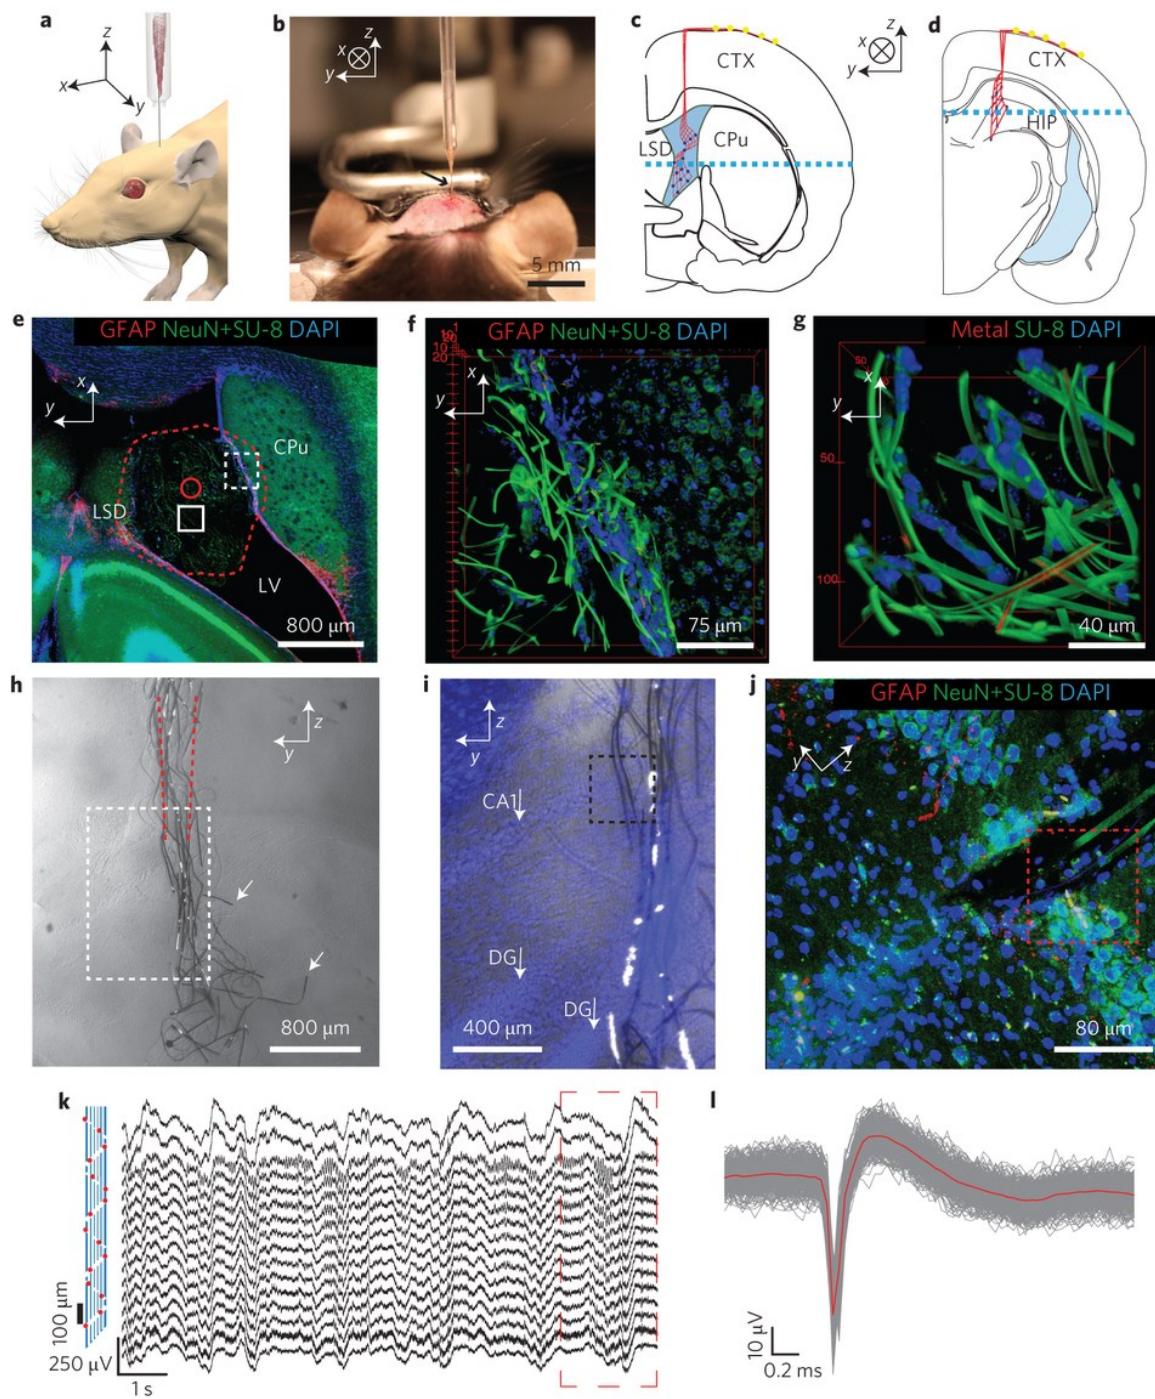 a
z
x
y
b
x
z
y
5 mm
c
CTX
LSD
CPu
z
x
y
d
CTX
HIP
e
GFAP NeuN+SU-8 DAPI
x
y
CPu
LSD
LV
800 µm
f
GFAP NeuN+SU-8 DAPI
x
y
75 µm
g
Metal SU-8 DAPI
50
x
y
50
100
40 µm
h
z
y
800 µm
i
z
y
CA1
DG
DG
400 µm
j
GFAP NeuN+SU-8 DAPI
y
z
80 µm
k
100 µm
250 µV
1 s
l
10 µV
0.2 ms